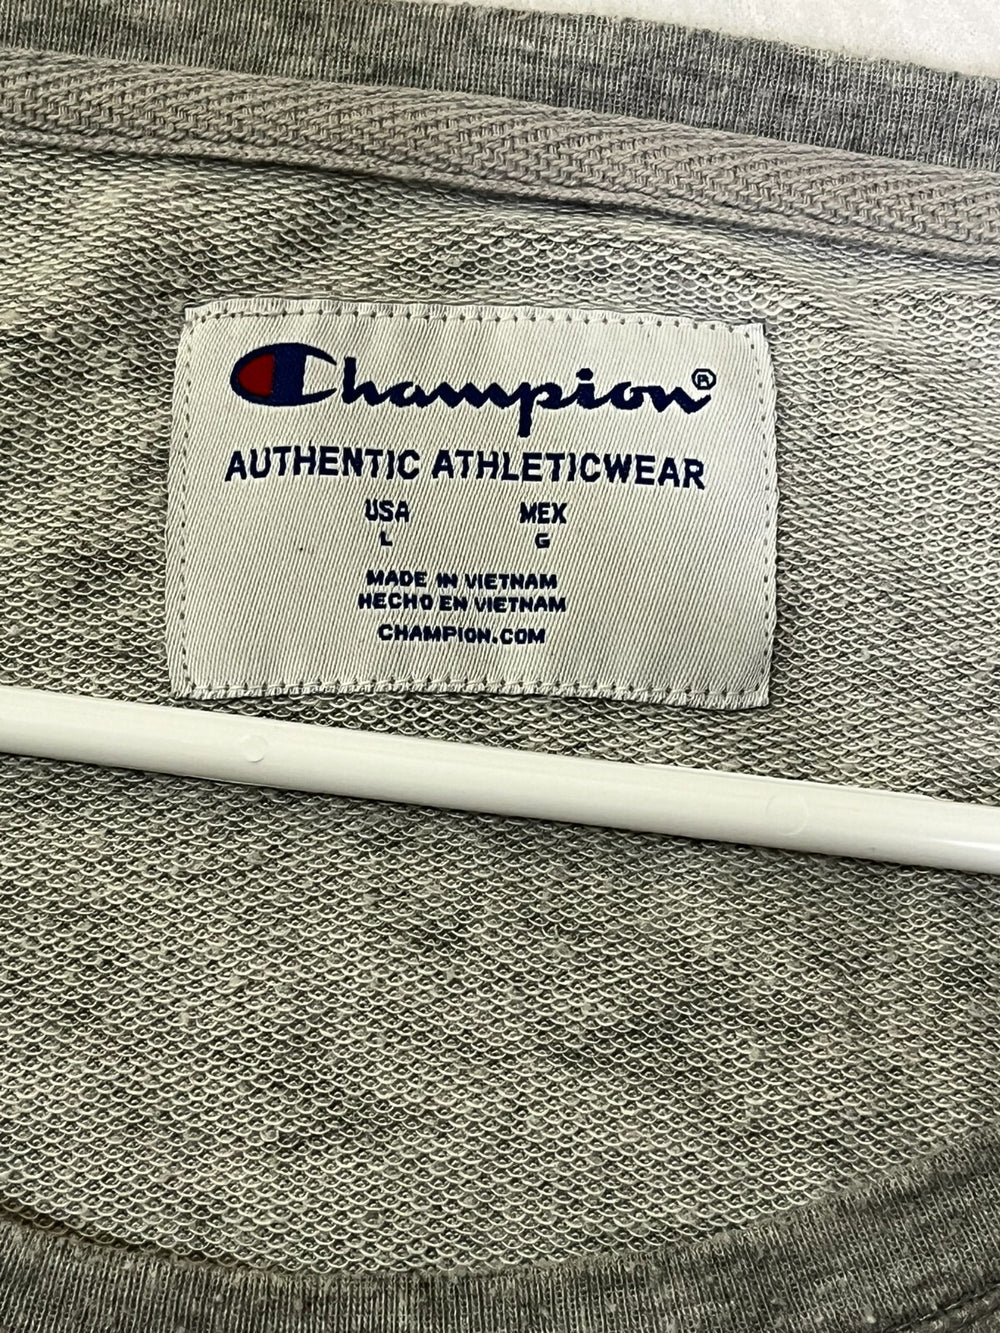 Champion®
AUTHENTIC ATHLETICWEAR
USA MEX
L G
MADE IN VIETNAM
HECHO EN VIETNAM
CHAMPION.COM